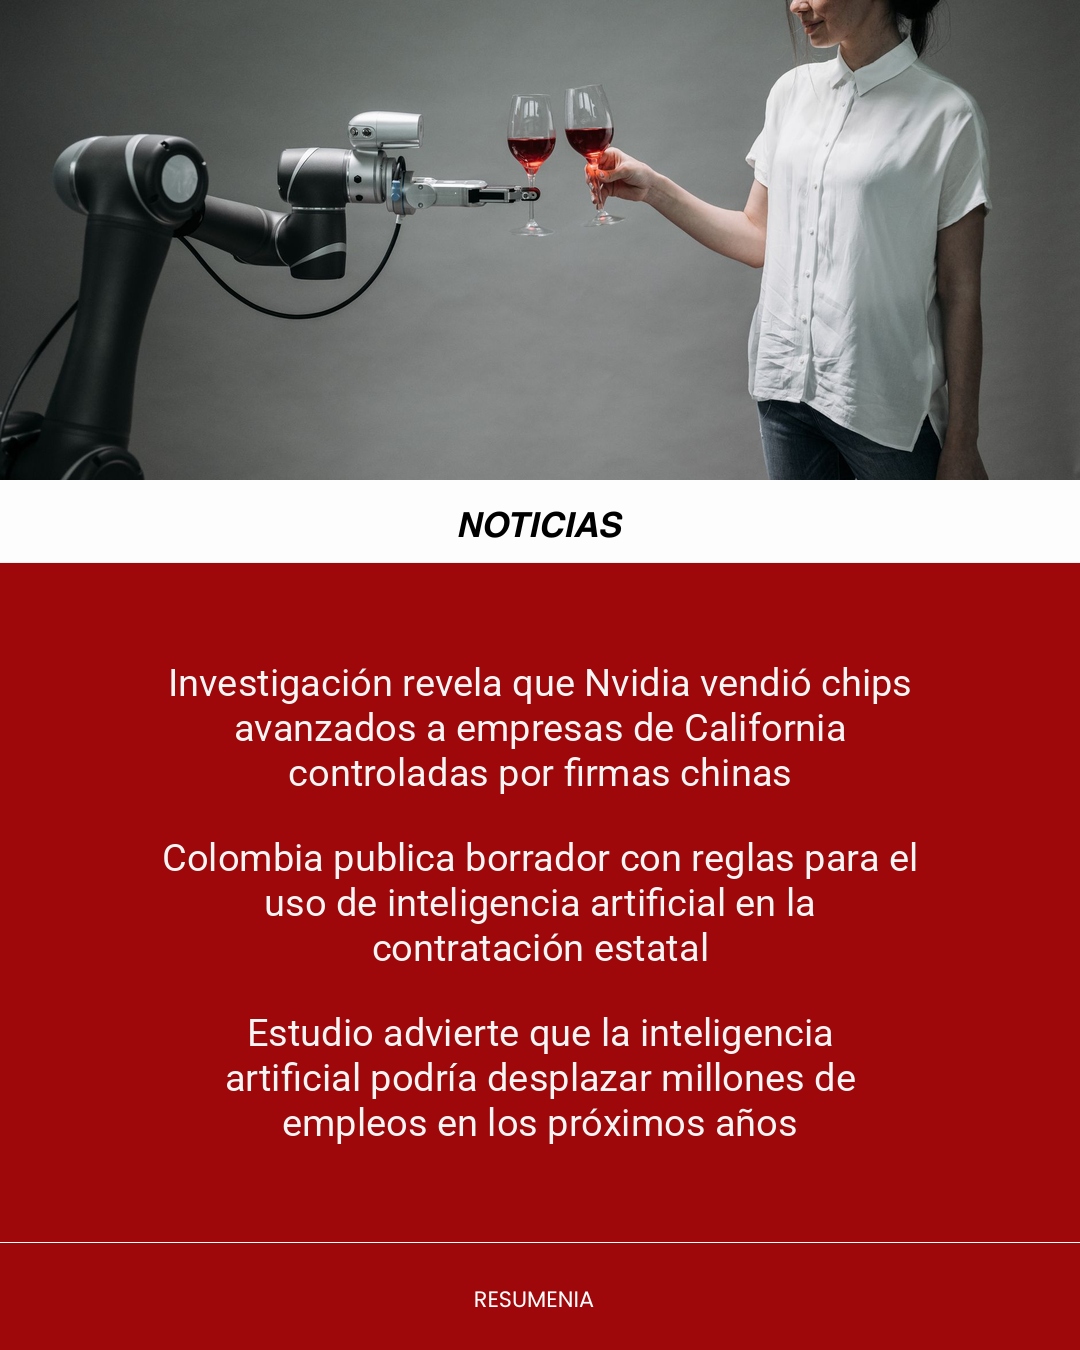 NOTICIAS
Investigación revela que Nvidia vendió chips
avanzados a empresas de California
controladas por firmas chinas
Colombia publica borrador con reglas para el
uso de inteligencia artificial en la
contratación estatal
Estudio advierte que la inteligencia
artificial podría desplazar millones de
empleos en los próximos años
RESUMENIA